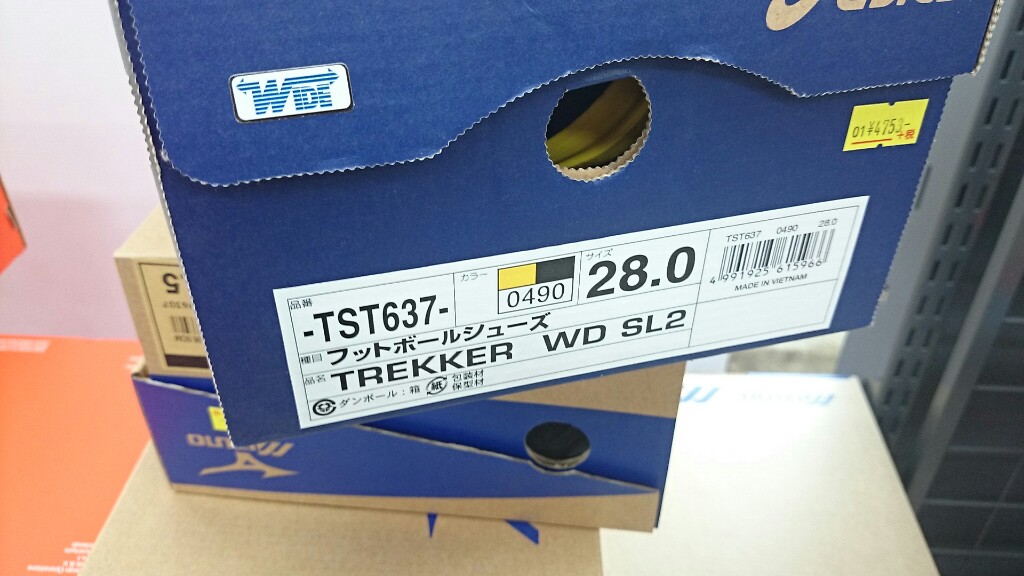 WIDE
asics
01¥4753-
+税
品番
-TST637-
カラー
0490
サイズ
28.0
TST637 0490 28.0
4 991925 615966
MADE IN VIETNAM
種目 フットボールシューズ
品名 TREKKER WD SL2
ダンボール:箱 紙 包装材
保型材
MIZUNO